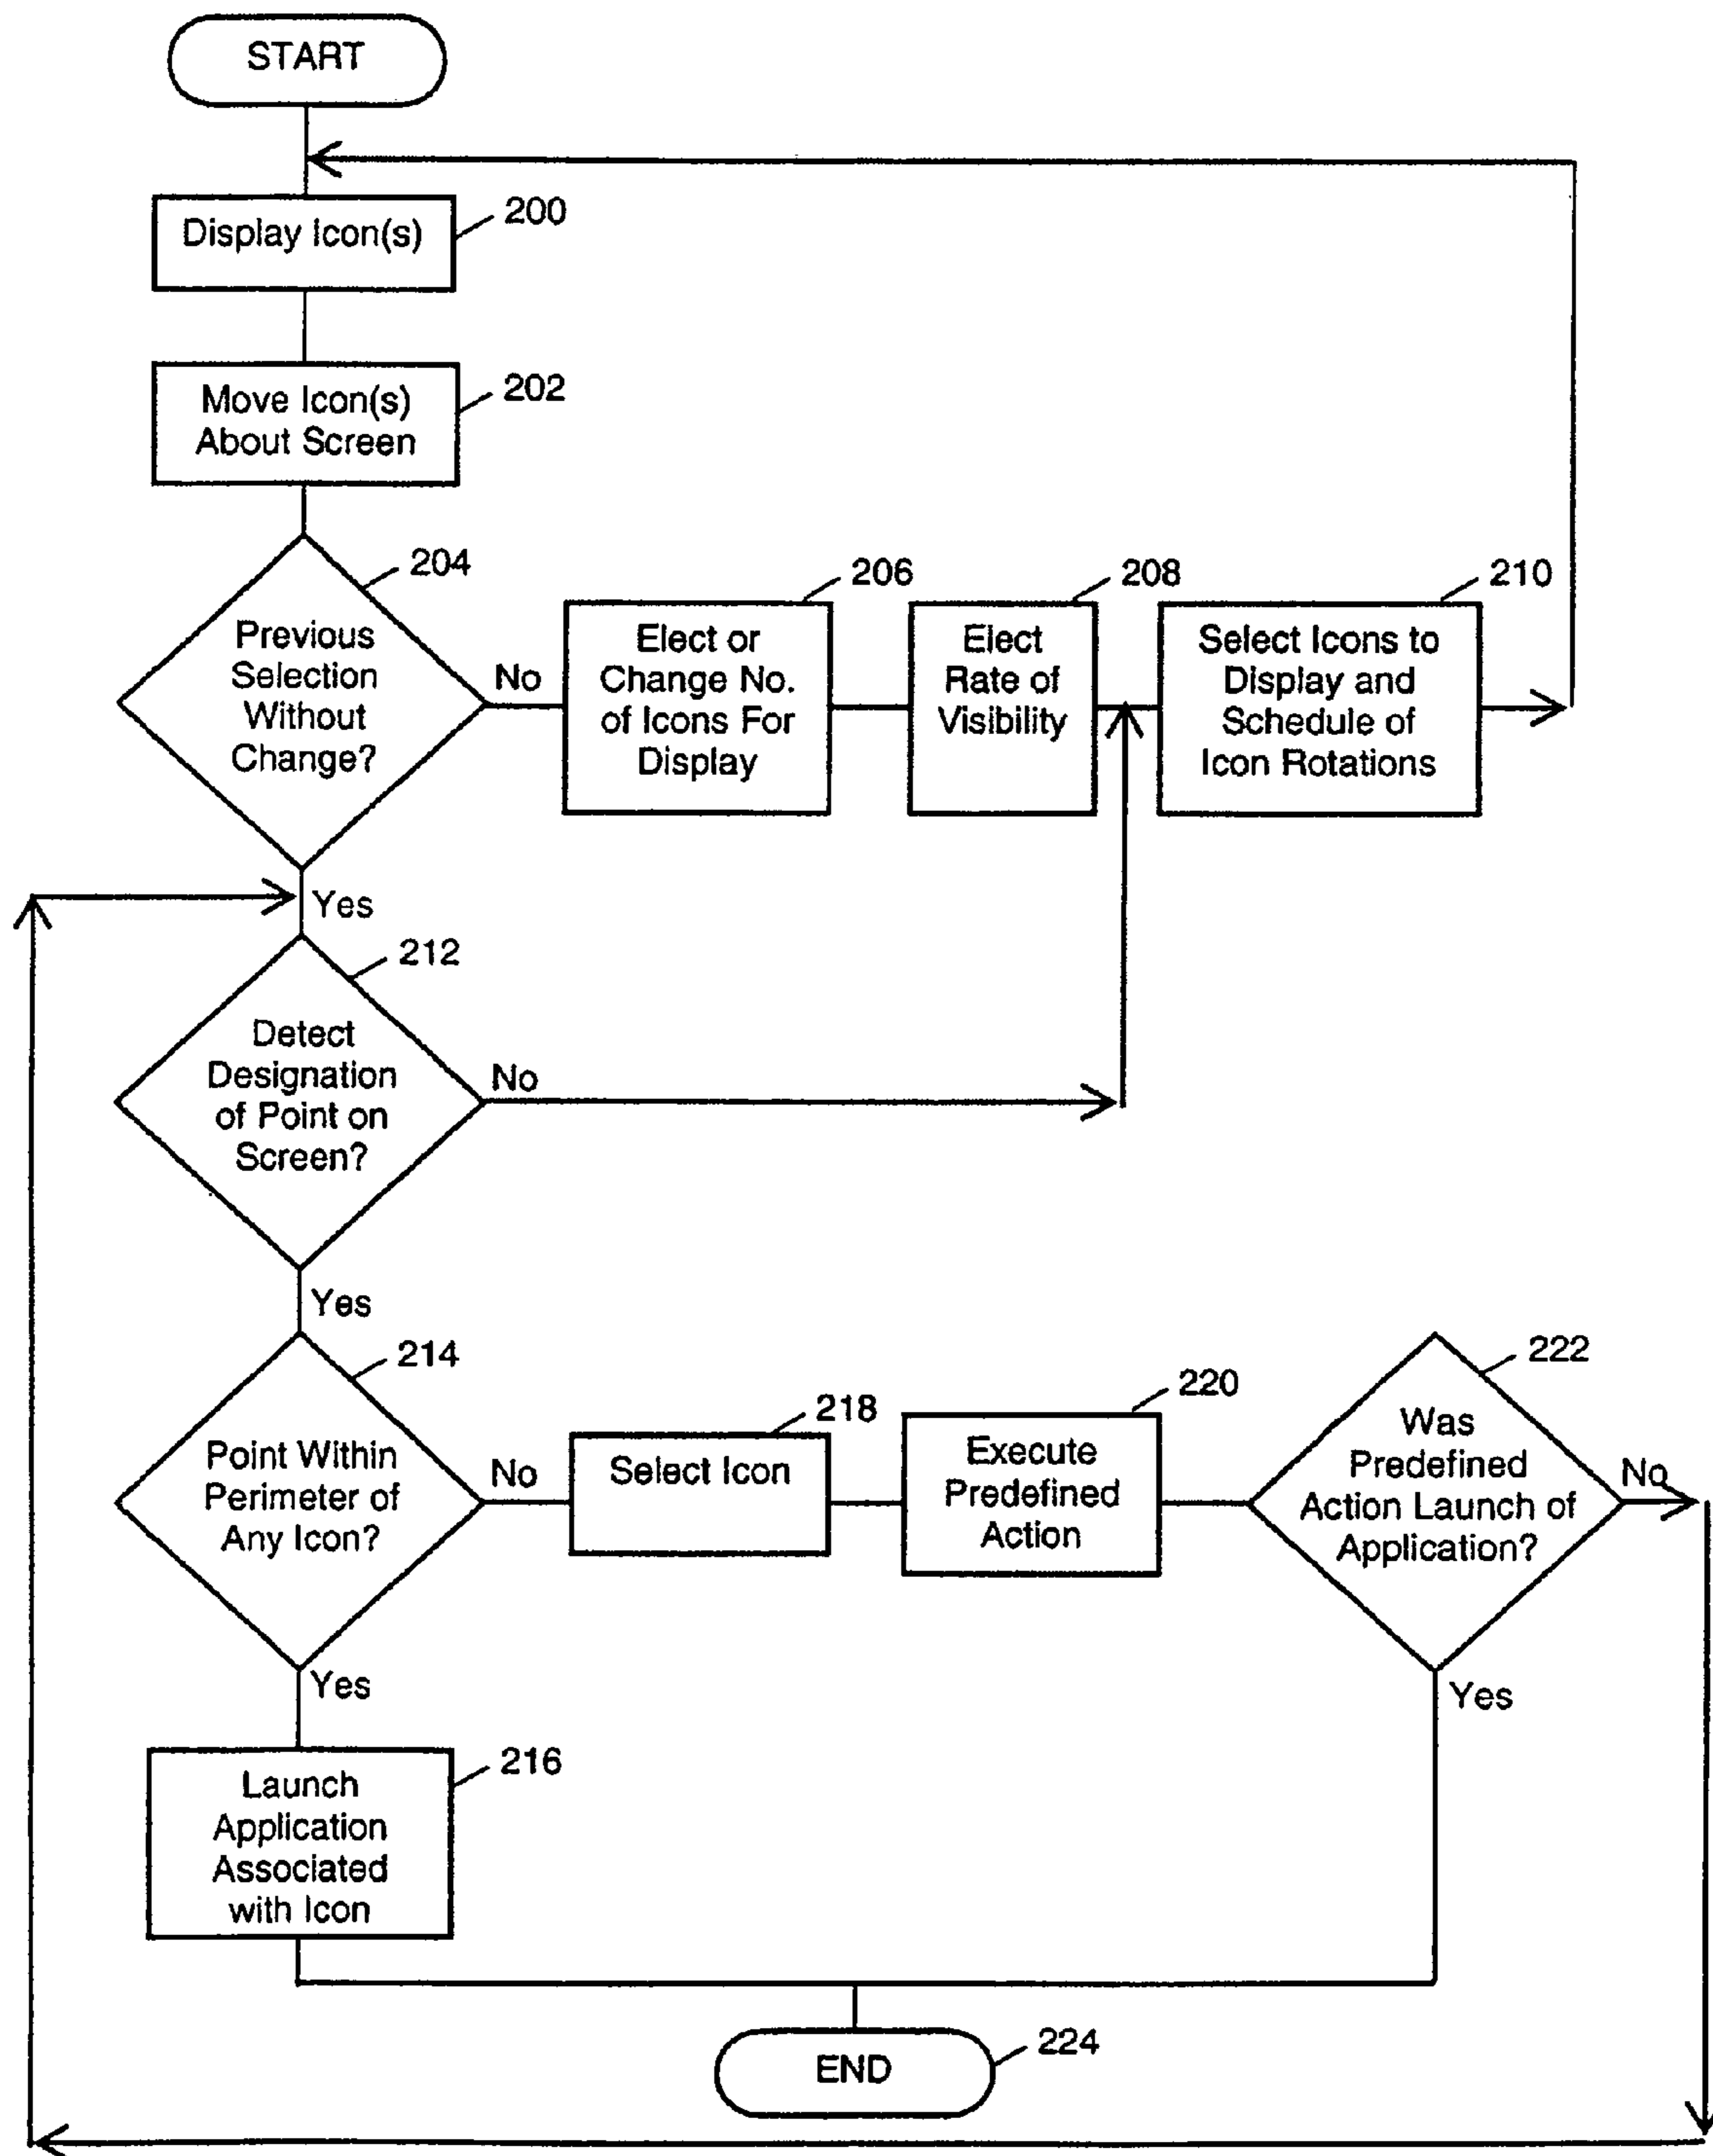 START
200
Display Icon(s)
202
Move Icon(s)
About Screen
204
Previous
Selection
Without
Change?
No
206
Elect or
Change No.
of Icons For
Display
208
Elect
Rate of
Visibility
210
Select Icons to
Display and
Schedule of
Icon Rotations
Yes
212
Detect
Designation
of Point on
Screen?
No
Yes
214
Point Within
Perimeter of
Any Icon?
No
218
Select Icon
220
Execute
Predefined
Action
222
Was
Predefined
Action Launch of
Application?
No
Yes
Yes
216
Launch
Application
Associated
with Icon
END
224